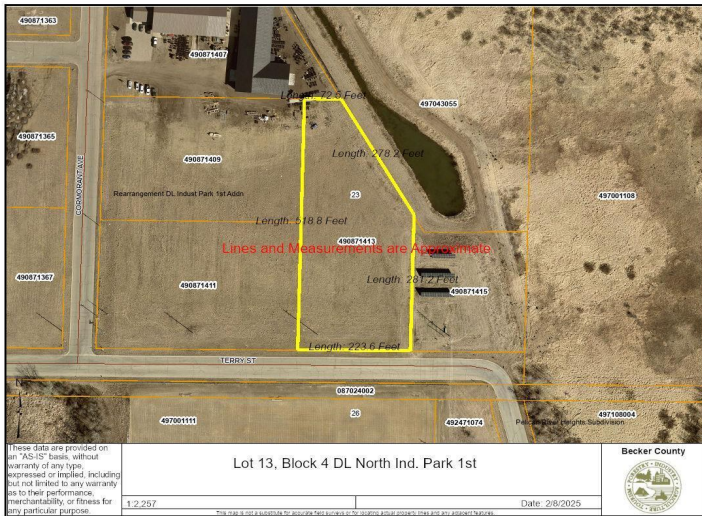 490871363
490871407
Length: 72.5 Feet
497043055
490871365
490871409
Length: 278.2 Feet
CORMORANT AVE
Rearrangement DL Indust Park 1st Addn
23
497001108
Length: 518.8 Feet
490871413
Lines and Measurements are Approximate
490871367
490871411
Length: 281.2 Feet
490871415
Length: 223.6 Feet
TERRY ST
087024002
26
497001111
492471074
Pelican River Heights Subdivision
497108004
These data are provided on
an "AS-IS" basis, without
warranty of any type,
expressed or implied, including
but not limited to any warranty
as to their performance,
merchantability, or fitness for
any particular purpose.
Lot 13, Block 4 DL North Ind. Park 1st
1:2,257
Date: 2/8/2025
This map is not a substitute for accurate field surveys or for locating actual property lines and any adjacent features.
Becker County